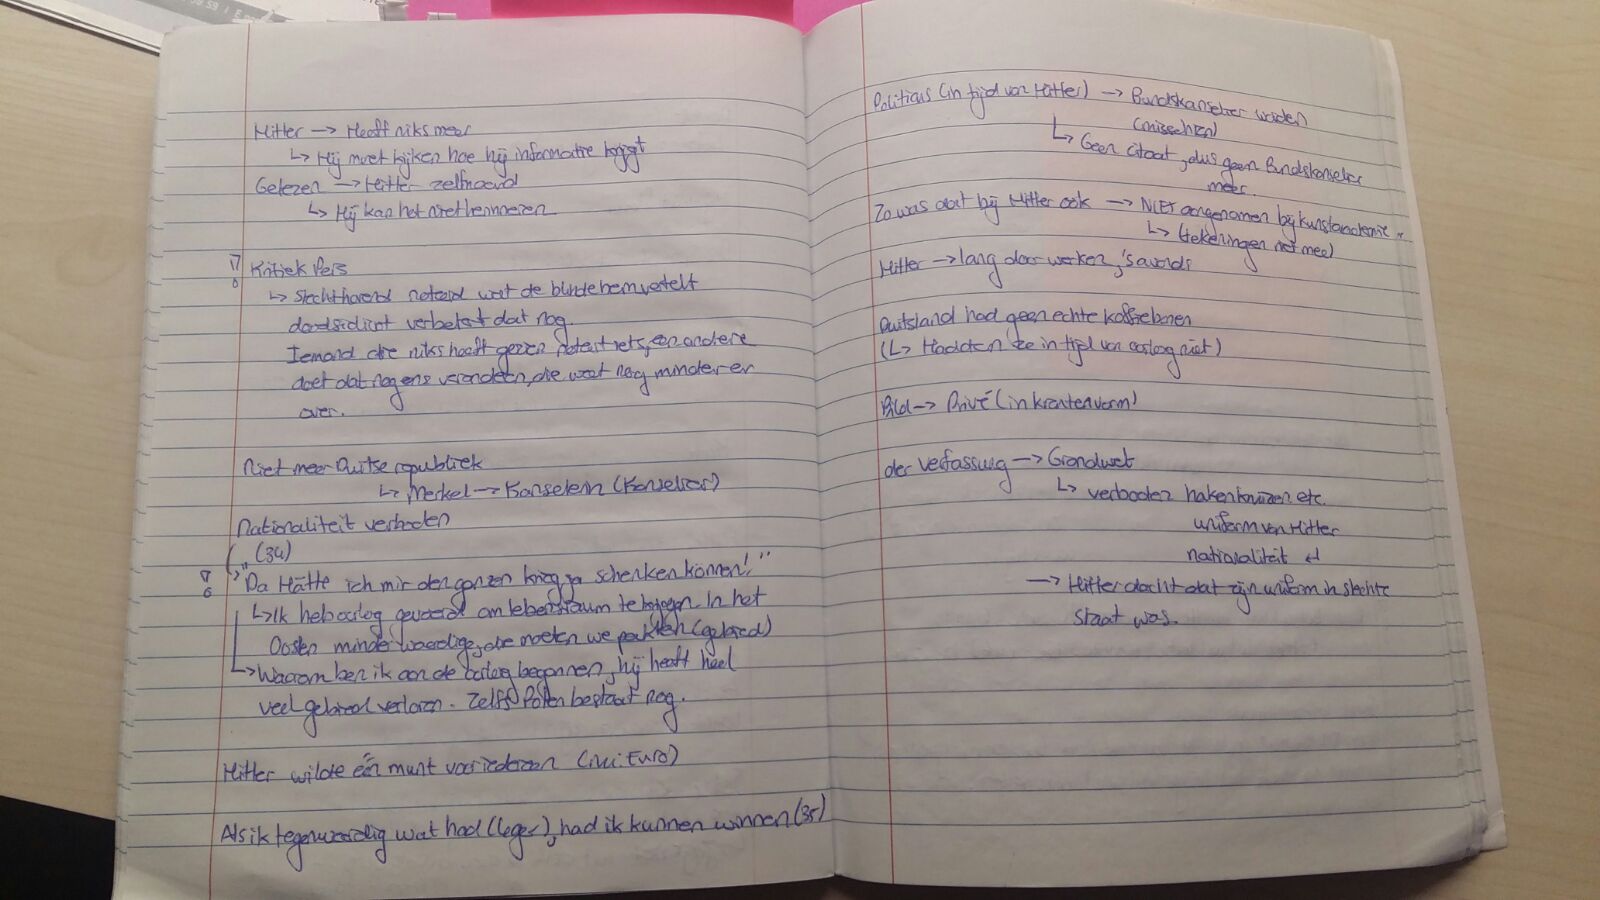 Hitler → Heeft niks meer
↳ Hij moet kijken hoe hij informatie krijgt
Gelezen → Hitler zelfmoord
↳ Hij kan het niet herinneren
Kritiek Pers
↳ Slechthorend noteerd wat de blinde hem vertelt
dorpsidioot verbetert dat nog.
Iemand die niks heeft gezien noteert iets, een andere
doet dat nog eens veranderen, die weet nog minder er
over.
Niet meer Duitse republiek
↳ Merkel → Kanselerin (Kanselier)
Nationaliteit verboden
(34)
"Da Hätte ich mir den ganzen krieg ja schenken können!"
↳ Ik heb oorlog gevoerd om lebensraum te krijgen. In het
Oosten minder waardige, die moeten we pakken (gebied)
↳ Waarom ben ik aan de oorlog begonnen, hij heeft heel
veel gebied verloren. Zelfs Polen bestaat nog.
Hitler wilde één munt voor iedereen (nu: Euro)
Als ik tegenwoordig wat had (leger), had ik kunnen winnen (35)
Politicus (in tijd van Hitler) → Bundskanselier worden
(misschien)
↳ Geen citaat, dus geen Bundskanselier
meer.
Zo was dat bij Hitler ook → NIET aangenomen bij kunstacademie
↳ (tekeningen niet mee)
Hitler → lang door werken, 's avonds
Duitsland had geen echte koffiebonen
(↳ Hadden ze in tijd van oorlog niet)
Bild → Privé (in krantenvorm)
der Verfassung → Grondwet
↳ verboden hakenkruizen etc.
uniform van Hitler
nationaliteit ↲
→ Hitler dacht dat zijn uniform in slechte
staat was.